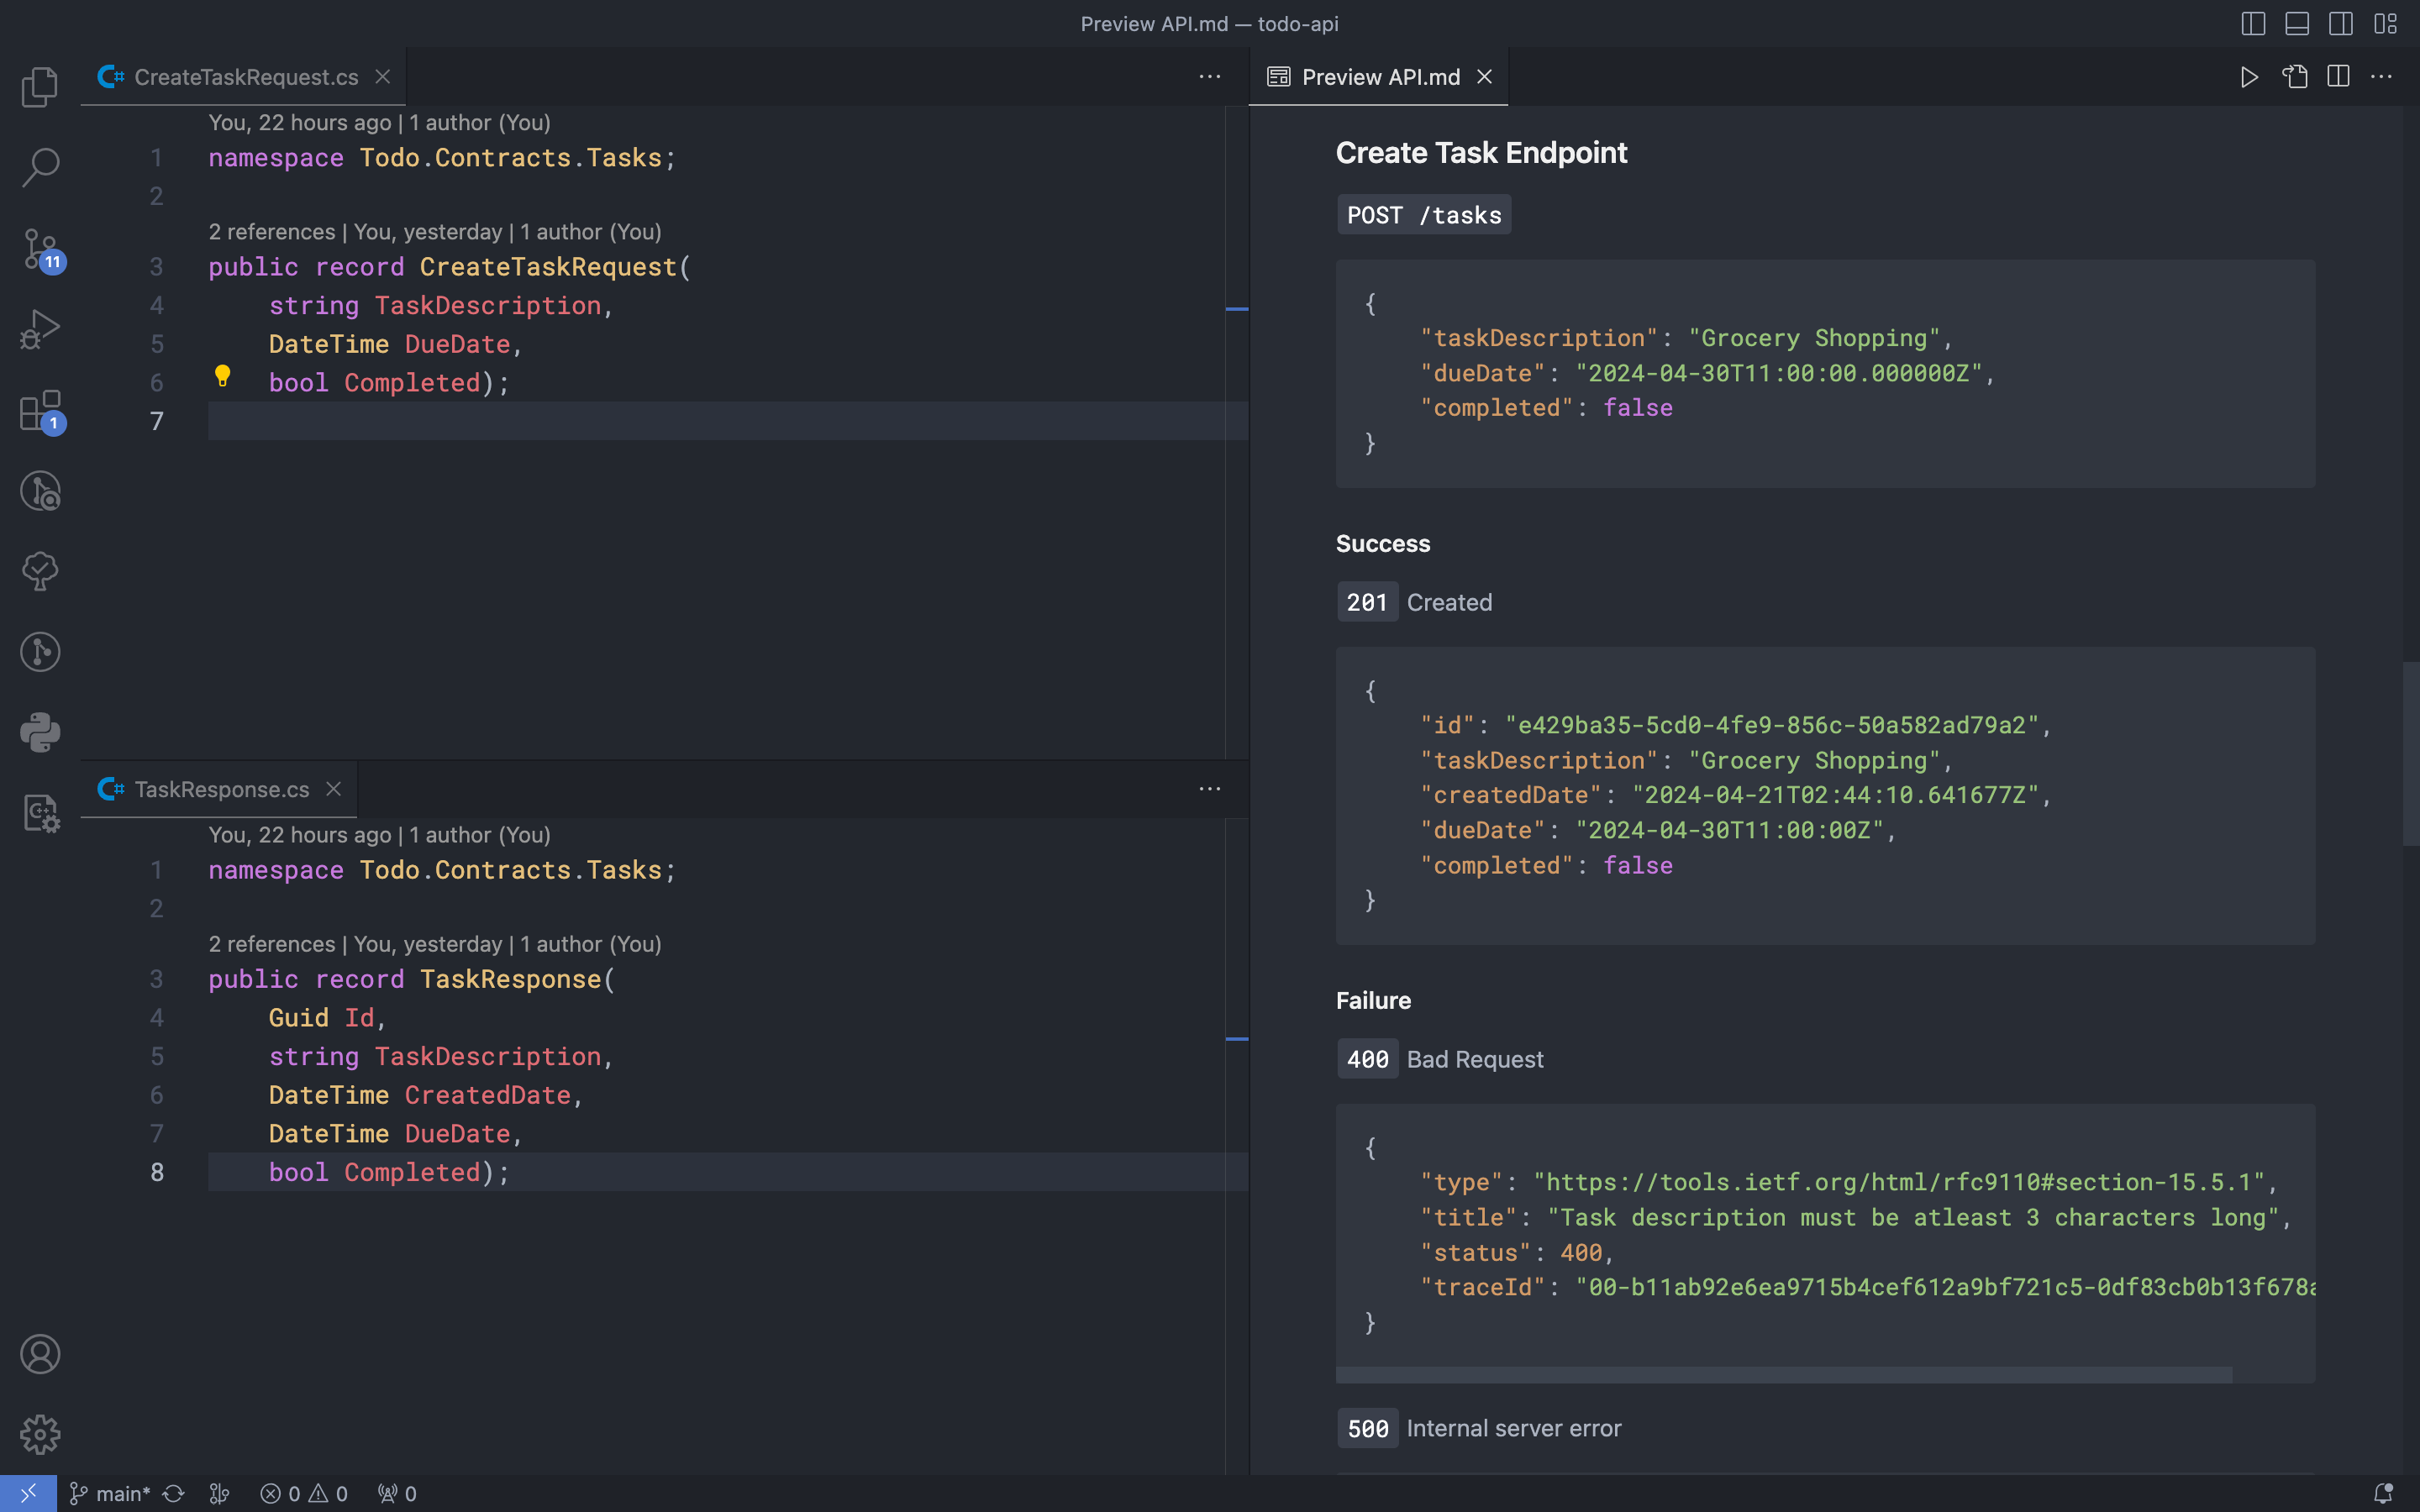 Preview API.md — todo-api
CreateTaskRequest.cs
You, 22 hours ago | 1 author (You)
1 namespace Todo.Contracts.Tasks;
2
2 references | You, yesterday | 1 author (You)
3 public record CreateTaskRequest(
4 string TaskDescription,
5 DateTime DueDate,
6 bool Completed);
7
TaskResponse.cs
You, 22 hours ago | 1 author (You)
1 namespace Todo.Contracts.Tasks;
2
2 references | You, yesterday | 1 author (You)
3 public record TaskResponse(
4 Guid Id,
5 string TaskDescription,
6 DateTime CreatedDate,
7 DateTime DueDate,
8 bool Completed);
Preview API.md
Create Task Endpoint
POST /tasks
{
"taskDescription": "Grocery Shopping",
"dueDate": "2024-04-30T11:00:00.000000Z",
"completed": false
}
Success
201 Created
{
"id": "e429ba35-5cd0-4fe9-856c-50a582ad79a2",
"taskDescription": "Grocery Shopping",
"createdDate": "2024-04-21T02:44:10.641677Z",
"dueDate": "2024-04-30T11:00:00Z",
"completed": false
}
Failure
400 Bad Request
{
"type": "https://tools.ietf.org/html/rfc9110#section-15.5.1",
"title": "Task description must be atleast 3 characters long",
"status": 400,
"traceId": "00-b11ab92e6ea9715b4cef612a9bf721c5-0df83cb0b13f678a
}
500 Internal server error
11
1
main* 0 0 0